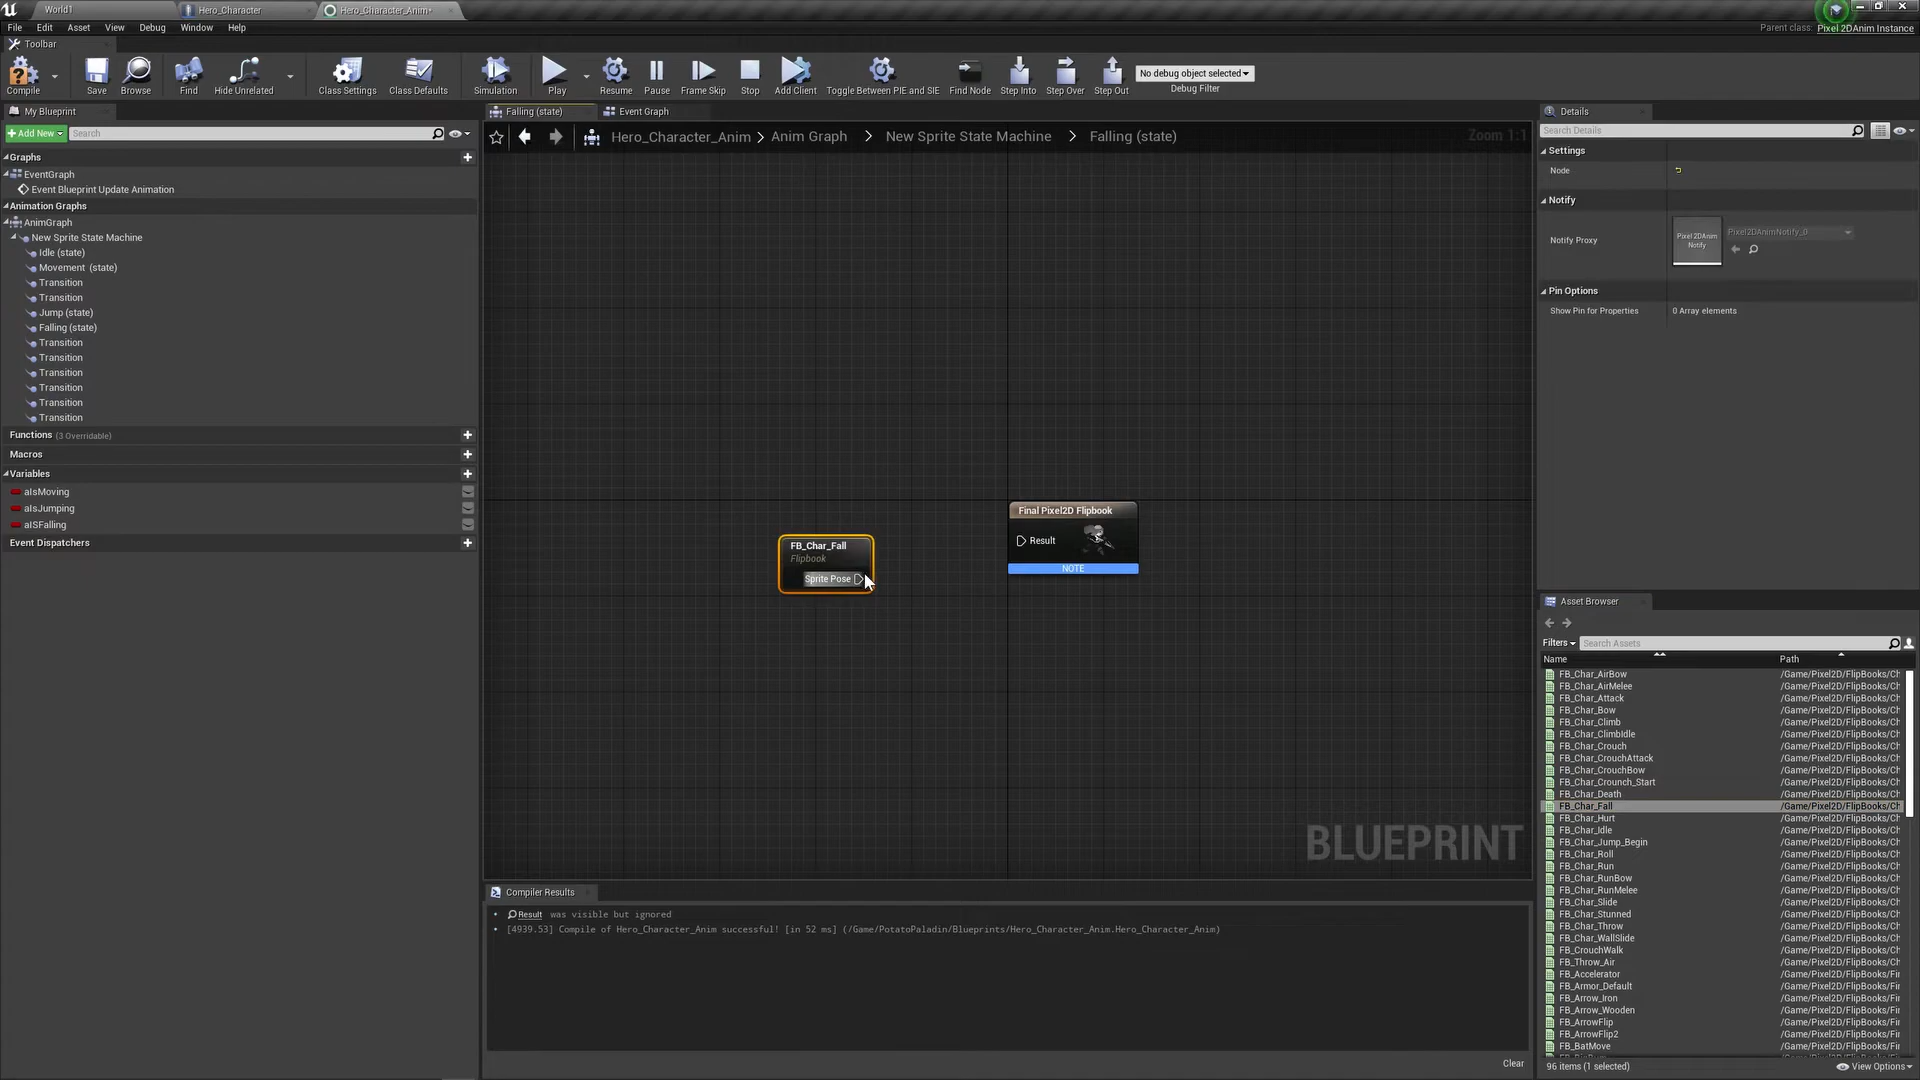 World1
Hero_Character
Hero_Character_Anim*
File Edit Asset View Debug Window Help
Parent class: Pixel 2DAnim Instance
Toolbar
Compile
Save
Browse
Find
Hide Unrelated
Class Settings
Class Defaults
Simulation
Play
Resume
Pause
Frame Skip
Stop
Add Client
Toggle Between PIE and SIE
Find Node
Step Into
Step Over
Step Out
No debug object selected
Debug Filter
My Blueprint
Add New
Search
Graphs
EventGraph
Event Blueprint Update Animation
Animation Graphs
AnimGraph
New Sprite State Machine
Idle (state)
Movement (state)
Transition
Transition
Jump (state)
Falling (state)
Transition
Transition
Transition
Transition
Transition
Transition
Functions (3 Overridable)
Macros
Variables
aIsMoving
aIsJumping
aISFalling
Event Dispatchers
Falling (state)
Event Graph
Hero_Character_Anim > Anim Graph > New Sprite State Machine > Falling (state)
Zoom 1:1
FB_Char_Fall
Flipbook
Sprite Pose
Final Pixel2D Flipbook
Result
NOTE
BLUEPRINT
Compiler Results
• Result was visible but ignored
• [4939.53] Compile of Hero_Character_Anim successful! [in 52 ms] (/Game/PotatoPaladin/Blueprints/Hero_Character_Anim.Hero_Character_Anim)
Clear
Details
Search Details
Settings
Node
Notify
Notify Proxy
Pixel 2DAnim Notify
Pixel2DAnimNotify_0
Pin Options
Show Pin for Properties 0 Array elements
Asset Browser
Filters
Search Assets
Name Path
FB_Char_AirBow /Game/Pixel2D/FlipBooks/Ch
FB_Char_AirMelee /Game/Pixel2D/FlipBooks/Ch
FB_Char_Attack /Game/Pixel2D/FlipBooks/Ch
FB_Char_Bow /Game/Pixel2D/FlipBooks/Ch
FB_Char_Climb /Game/Pixel2D/FlipBooks/Ch
FB_Char_ClimbIdle /Game/Pixel2D/FlipBooks/Ch
FB_Char_Crouch /Game/Pixel2D/FlipBooks/Ch
FB_Char_CrouchAttack /Game/Pixel2D/FlipBooks/Ch
FB_Char_CrouchBow /Game/Pixel2D/FlipBooks/Ch
FB_Char_Crounch_Start /Game/Pixel2D/FlipBooks/Ch
FB_Char_Death /Game/Pixel2D/FlipBooks/Ch
FB_Char_Fall /Game/Pixel2D/FlipBooks/Ch
FB_Char_Hurt /Game/Pixel2D/FlipBooks/Ch
FB_Char_Idle /Game/Pixel2D/FlipBooks/Ch
FB_Char_Jump_Begin /Game/Pixel2D/FlipBooks/Ch
FB_Char_Roll /Game/Pixel2D/FlipBooks/Ch
FB_Char_Run /Game/Pixel2D/FlipBooks/Ch
FB_Char_RunBow /Game/Pixel2D/FlipBooks/Ch
FB_Char_RunMelee /Game/Pixel2D/FlipBooks/Ch
FB_Char_Slide /Game/Pixel2D/FlipBooks/Ch
FB_Char_Stunned /Game/Pixel2D/FlipBooks/Ch
FB_Char_Throw /Game/Pixel2D/FlipBooks/Ch
FB_Char_WallSlide /Game/Pixel2D/FlipBooks/Ch
FB_CrouchWalk /Game/Pixel2D/FlipBooks/Ch
FB_Throw_Air /Game/Pixel2D/FlipBooks/Ch
FB_Accelerator /Game/Pixel2D/FlipBooks/Fi
FB_Armor_Default /Game/Pixel2D/FlipBooks/Fi
FB_Arrow_Iron /Game/Pixel2D/FlipBooks/Fi
FB_Arrow_Wooden /Game/Pixel2D/FlipBooks/Fi
FB_ArrowFlip /Game/Pixel2D/FlipBooks/Fi
FB_ArrowFlip2 /Game/Pixel2D/FlipBooks/Fi
FB_BatMove /Game/Pixel2D/FlipBooks/Fi
96 items (1 selected)
View Options